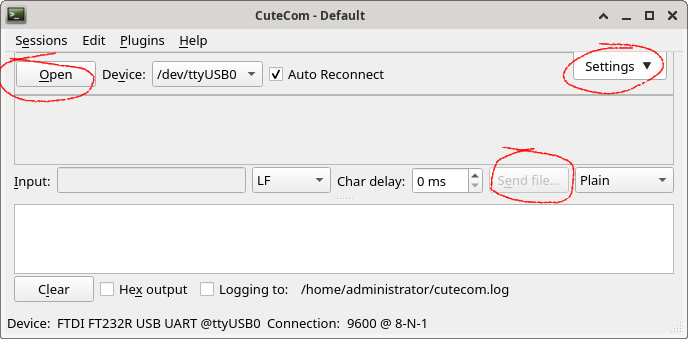 CuteCom - Default
Sessions Edit Plugins Help
Open Device: /dev/ttyUSB0 Auto Reconnect Settings
Input: LF Char delay: 0 ms Send file... Plain
Clear Hex output Logging to: /home/administrator/cutecom.log
Device: FTDI FT232R USB UART @ttyUSB0 Connection: 9600 @ 8-N-1